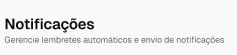 Notificações
Gerencie lembretes automáticos e envio de notificações